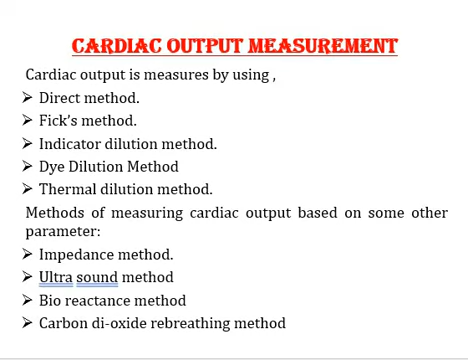 CARDIAC OUTPUT MEASUREMENT
Cardiac output is measures by using ,
➢ Direct method.
➢ Fick’s method.
➢ Indicator dilution method.
➢ Dye Dilution Method
➢ Thermal dilution method.
Methods of measuring cardiac output based on some other
parameter:
➢ Impedance method.
➢ Ultra sound method
➢ Bio reactance method
➢ Carbon di-oxide rebreathing method